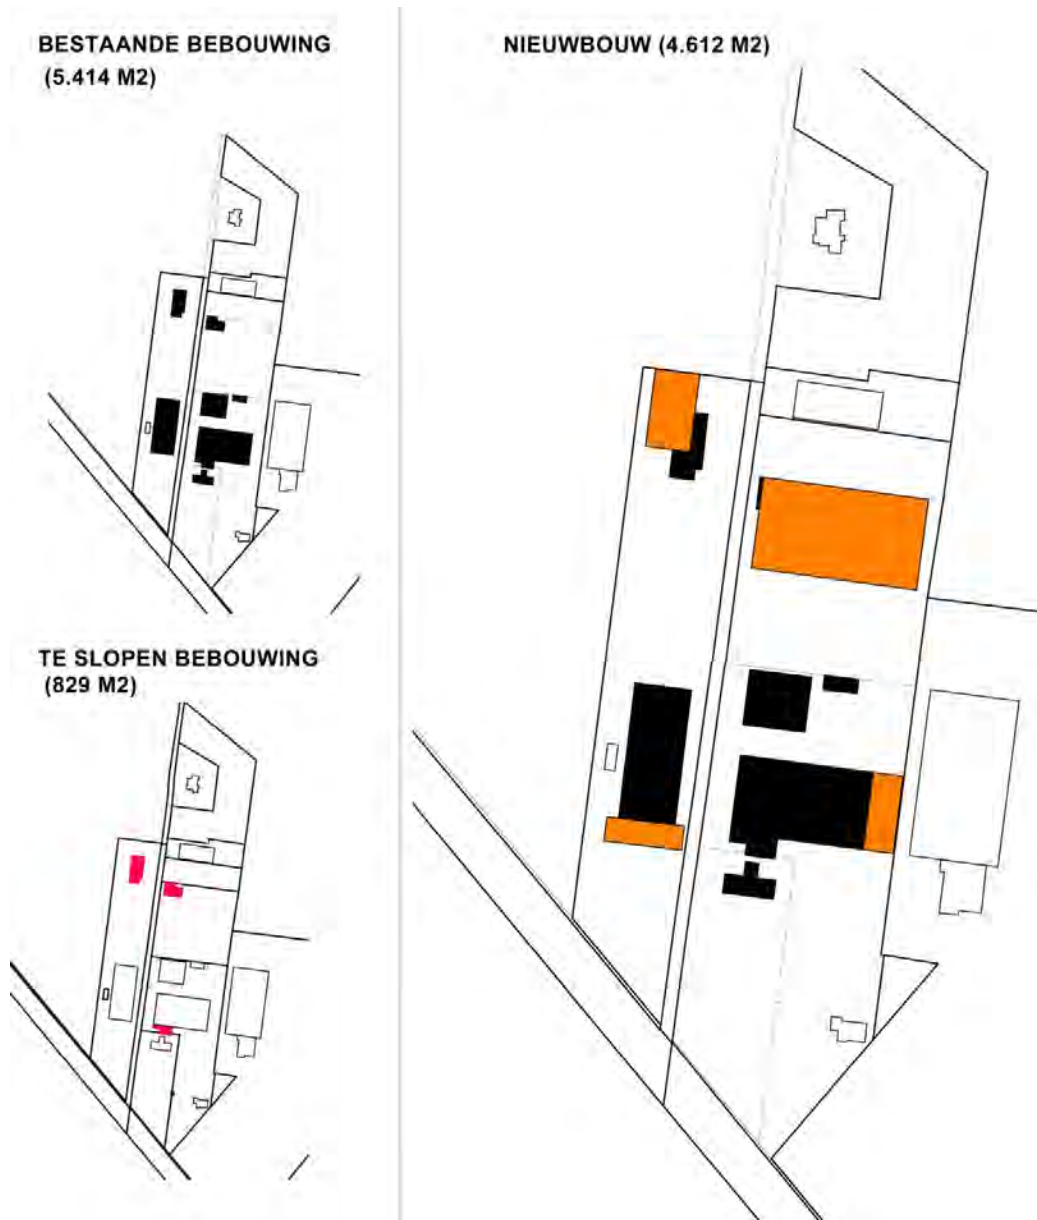 BESTAANDE BEBOUWING
(5.414 M2)
NIEUWBOUW (4.612 M2)
TE SLOPEN BEBOUWING
(829 M2)